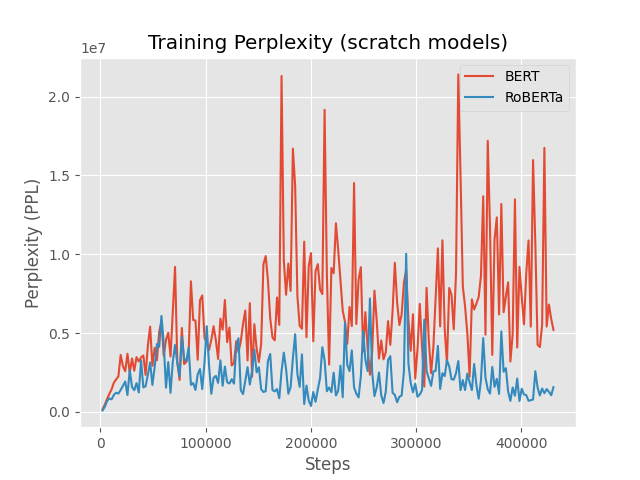 Training Perplexity (scratch models)
1e7
BERT
RoBERTa
2.0
1.5
1.0
0.5
0.0
Perplexity (PPL)
0
100000
200000
300000
400000
Steps